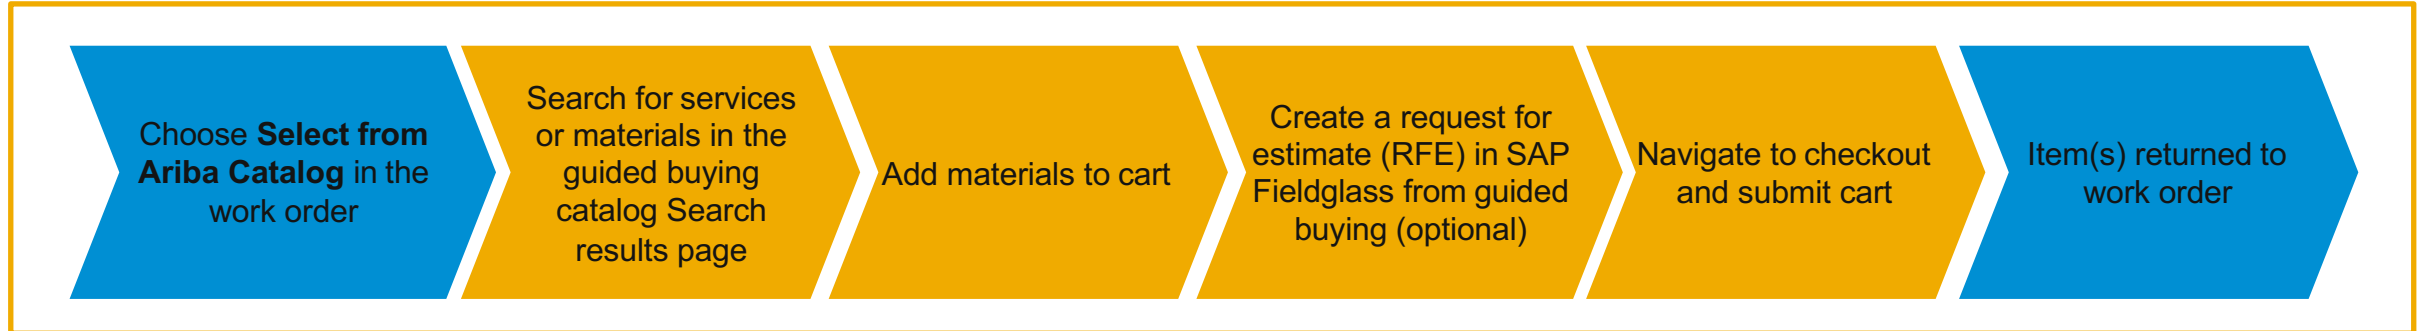 Choose Select from
Ariba Catalog in the
work order
Search for services
or materials in the
guided buying
catalog Search
results page
Add materials to cart
Create a request for
estimate (RFE) in SAP
Fieldglass from guided
buying (optional)
Navigate to checkout
and submit cart
Item(s) returned to
work order